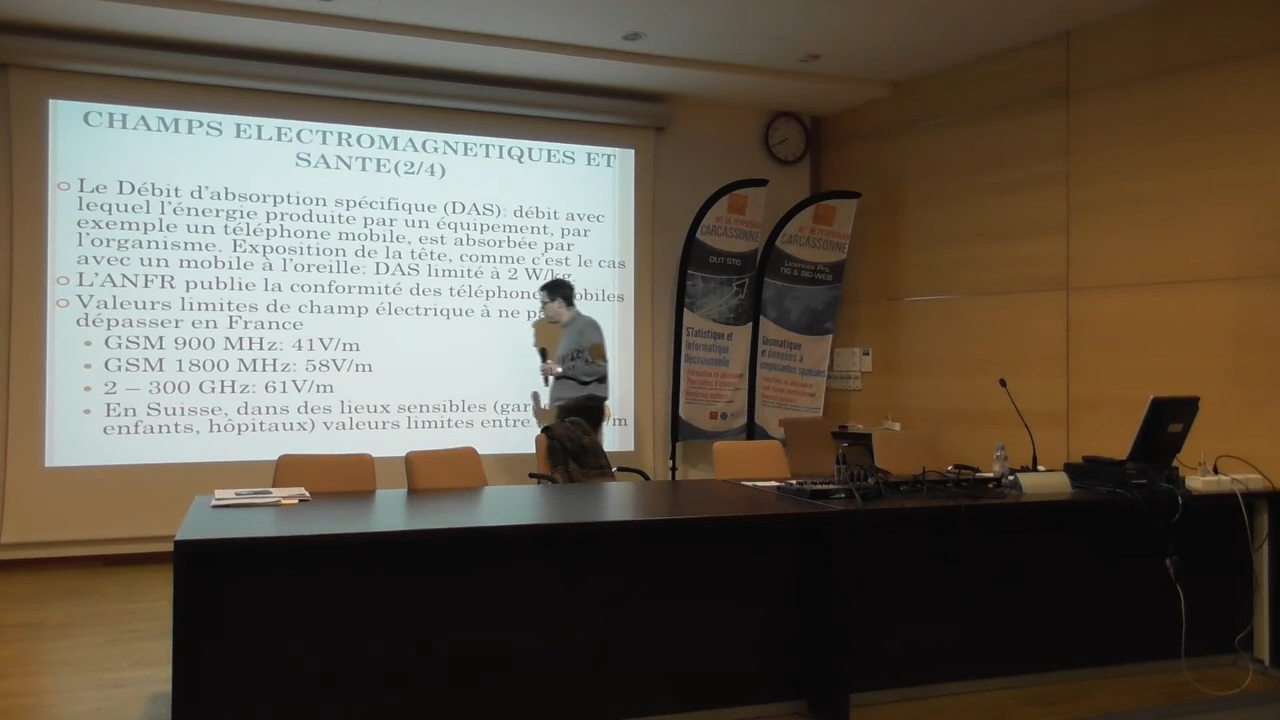 CHAMPS ELECTROMAGNETIQUES ET
SANTE(2/4)
Le Débit d'absorption spécifique (DAS): débit avec
lequel l'énergie produite par un équipement, par
exemple un téléphone mobile, est absorbée par
l'organisme. Exposition de la tête, comme c'est le cas
avec un mobile à l'oreille: DAS limité à 2 W/kg
L'ANFR publie la conformité des téléphones mobiles
Valeurs limites de champ électrique à ne
dépasser en France
GSM 900 MHz: 41V/m
GSM 1800 MHz: 58V/m
2 – 300 GHz: 61V/m
En Suisse, dans des lieux sensibles
enfants, hôpitaux) valeurs limites entre
CARCASSONNE
DUT STID
STatistique et
Informatique
Décisionnelle
CARCASSONNE
Licences Pro
TIG & SIG-WEB
Géomatique
et données à
composantes spatiales